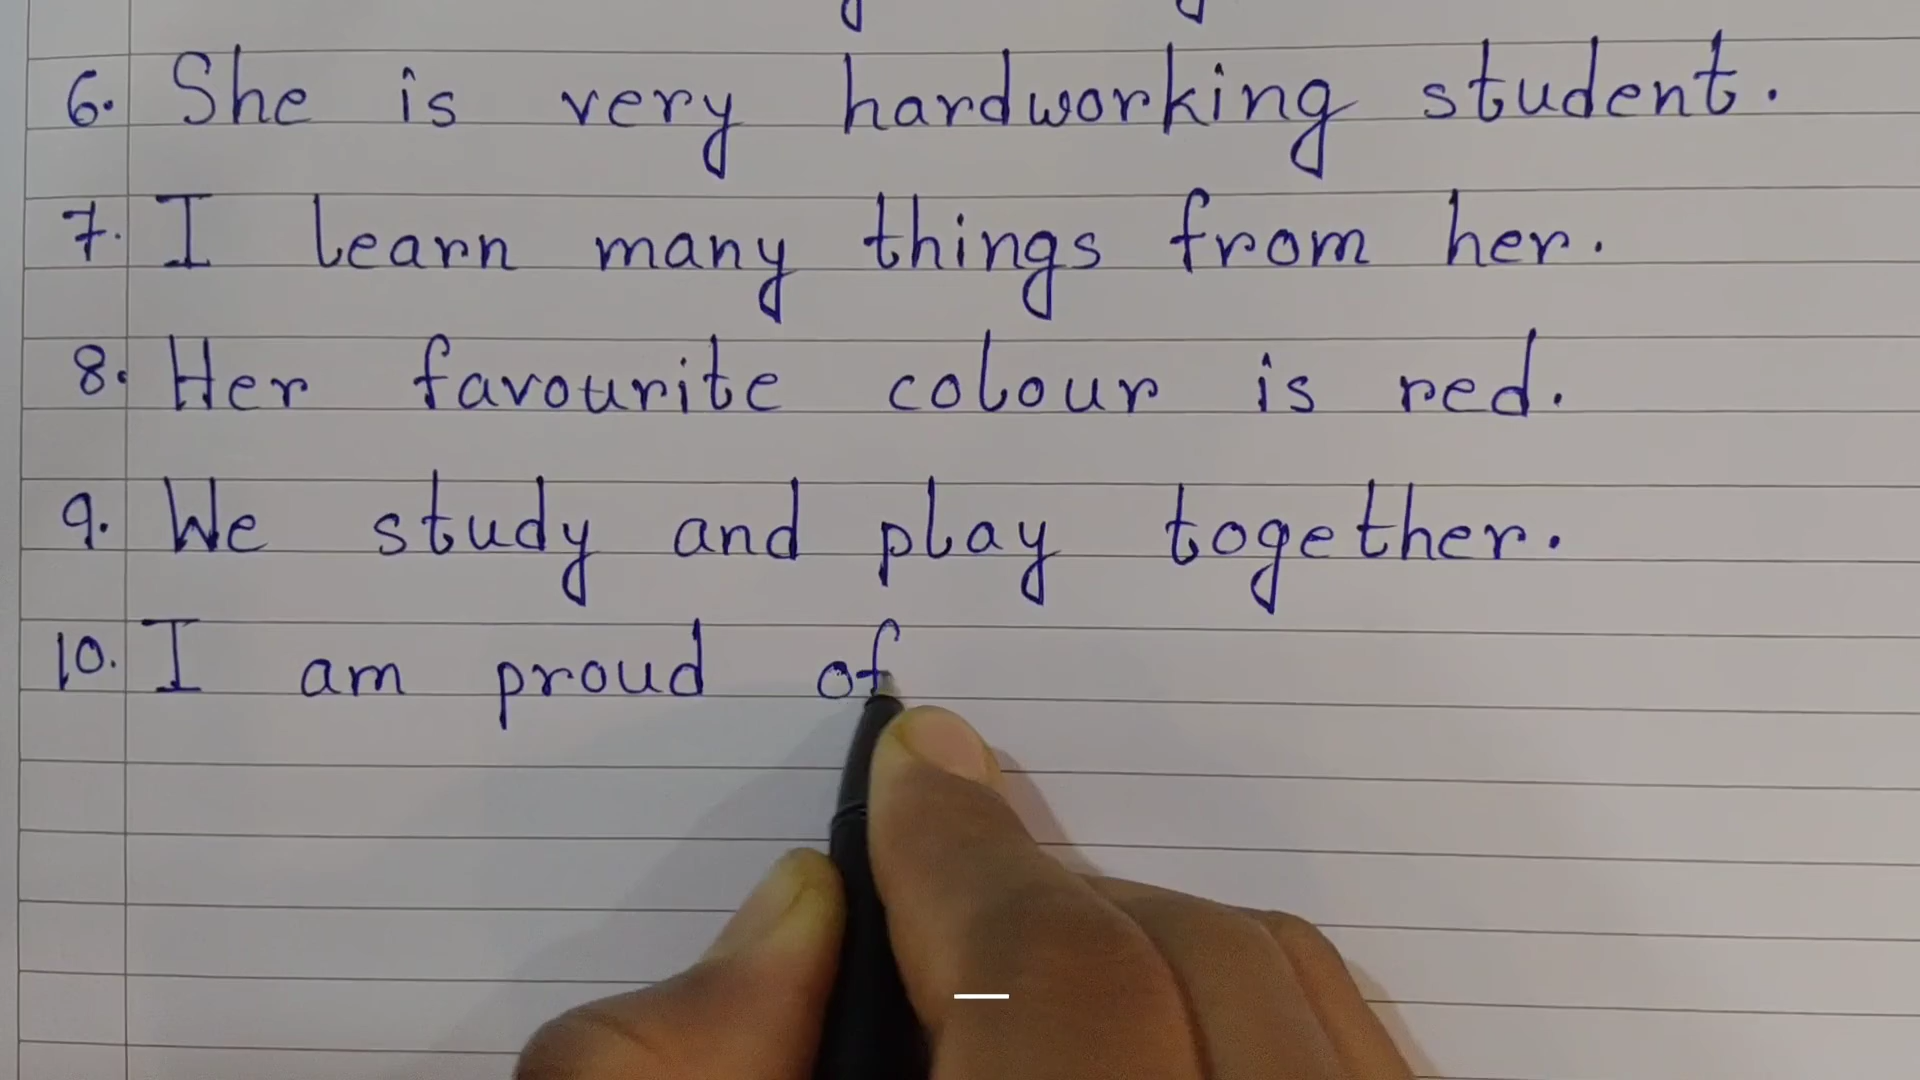 6. She is very hardworking student.
7. I learn many things from her.
8. Her favourite colour is red.
9. We study and play together.
10. I am proud of